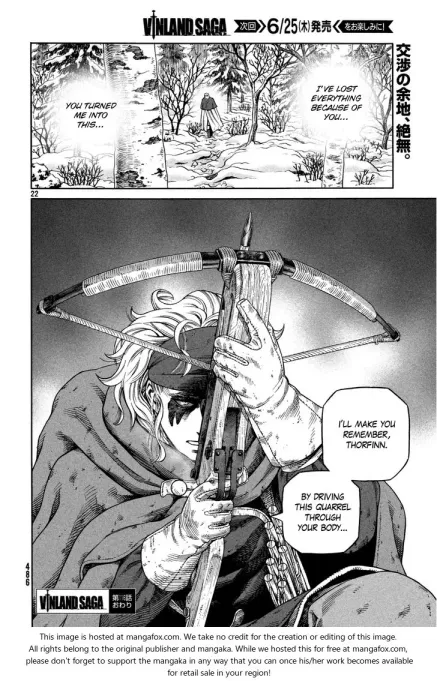 VINLAND SAGA 次回 6/25(木)発売 をお楽しみに!
交渉の余地、絶無。
I'VE LOST
EVERYTHING
BECAUSE OF
YOU...
YOU TURNED
ME INTO
THIS...
22
I'LL MAKE YOU
REMEMBER,
THORFINN.
BY DRIVING
THIS QUARREL
THROUGH
YOUR BODY...
486
VINLAND SAGA
おわり
This image is hosted at mangafox.com. We take no credit for the creation or editing of this image.
All rights belong to the original publisher and mangaka. While we hosted this for free at mangafox.com,
please don't forget to support the mangaka in any way that you can once his/her work becomes available
for retail sale in your region!